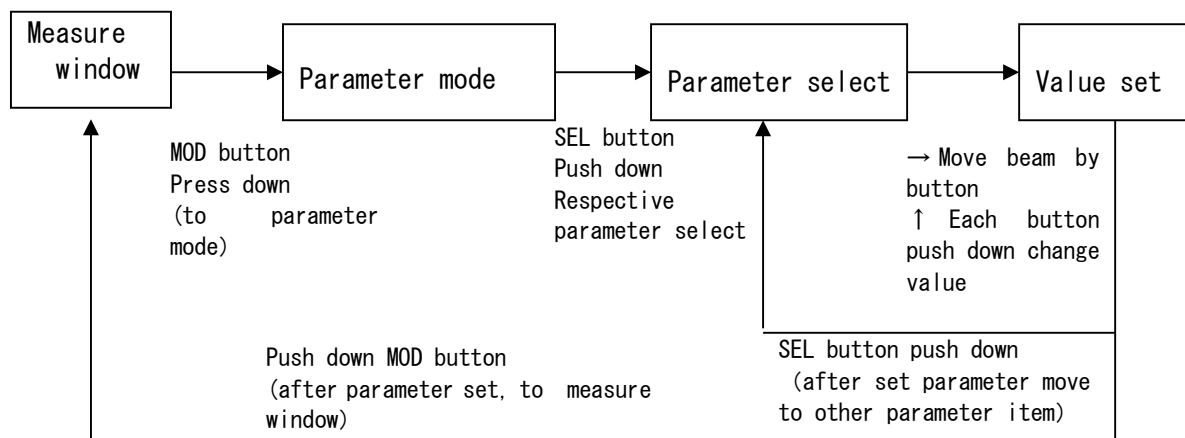 Measure
window
Parameter mode
Parameter select
Value set
MOD button
Press down
(to parameter
mode)
SEL button
Push down
Respective
parameter select
→ Move beam by
button
↑ Each button
push down change
value
Push down MOD button
(after parameter set, to measure
window)
SEL button push down
(after set parameter move
to other parameter item)